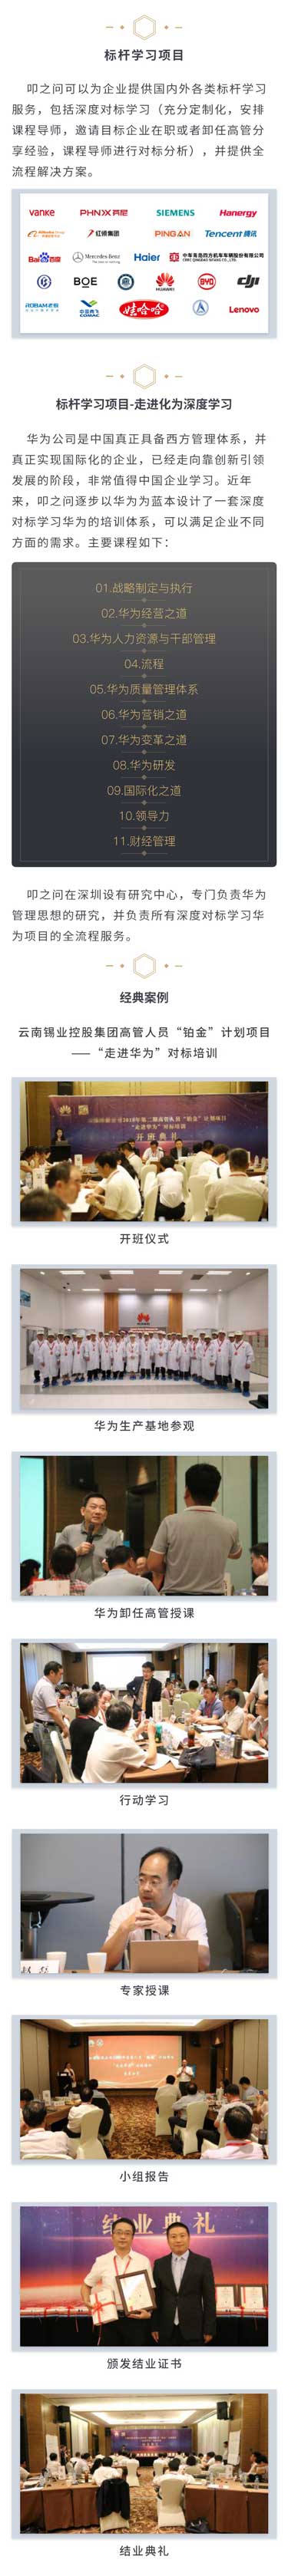 标杆学习项目
叩之问可以为企业提供国内外各类标杆学习
服务，包括深度对标学习（充分定制化，安排
课程导师，邀请目标企业在职或者卸任高管分
享经验，课程导师进行对标分析），并提供全
流程解决方案。
vanke PHNIX 芬尼 SIEMENS Hanergy
Alibaba Group 红领集团 PING AN Tencent 腾讯
Baidu百度 Mercedes-Benz Haier 中车青岛四方机车车辆股份有限公司
BOE HUAWEI BYD dji
ROBAM老板 中国商飞 COMAC 娃哈哈 Lenovo
标杆学习项目-走进化为深度学习
华为公司是中国真正具备西方管理体系，并
真正实现国际化的企业，已经走向靠创新引领
发展的阶段，非常值得中国企业学习。近年
来，叩之问逐步以华为为蓝本设计了一套深度
对标学习华为的培训体系，可以满足企业不同
方面的需求。主要课程如下：
01.战略制定与执行
02.华为经营之道
03.华为人力资源与干部管理
04.流程
05.华为质量管理体系
06.华为营销之道
07.华为变革之道
08.华为研发
09.国际化之道
10.领导力
11.财经管理
叩之问在深圳设有研究中心，专门负责华为
管理思想的研究，并负责所有深度对标学习华
为项目的全流程服务。
经典案例
云南锡业控股集团高管人员“铂金”计划项目
——“走进华为”对标培训
“走进华为”对标培训
开班典礼
开班仪式
华为生产基地参观
华为卸任高管授课
行动学习
专家授课
小组报告
结业典礼
颁发结业证书
结业典礼